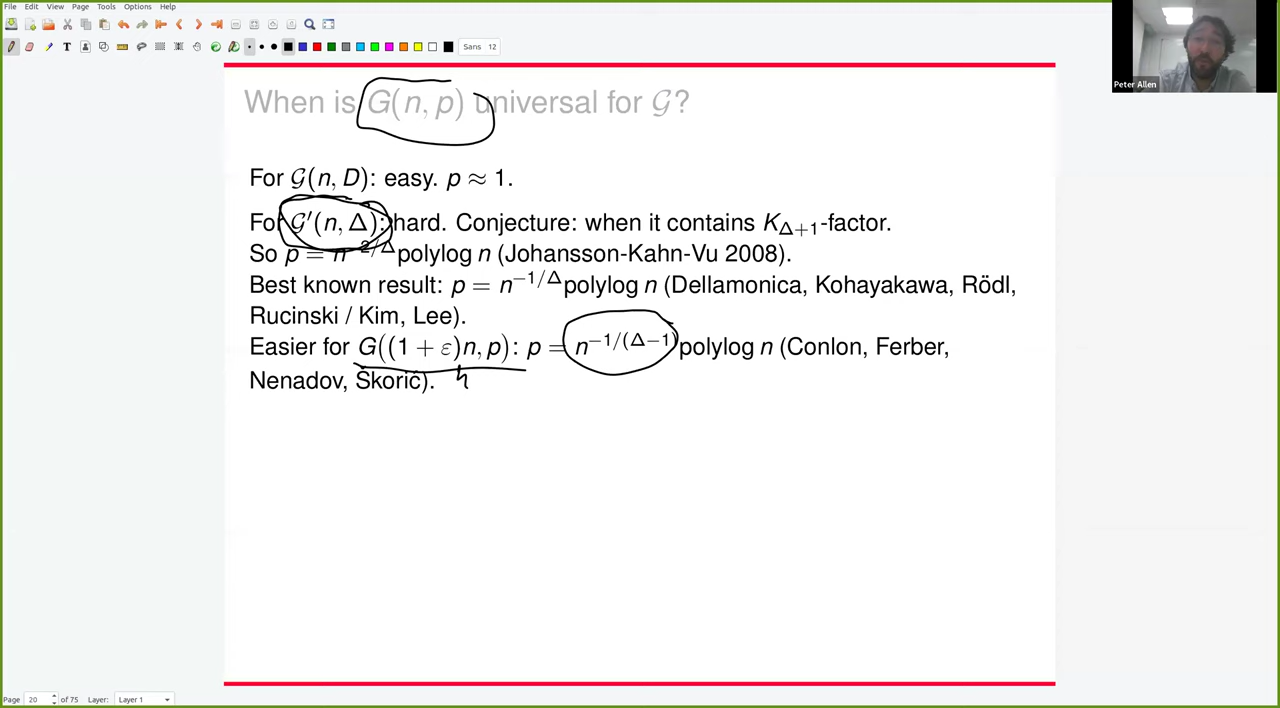 File Edit View Page Tools Options Help
Sans 12
Peter Allen
When is G(n, p) universal for 𝒢?
For 𝒢(n, D): easy. p ≈ 1.
For 𝒢′(n, Δ): hard. Conjecture: when it contains K_{Δ+1}-factor.
So p = n^{−2/Δ}polylog n (Johansson-Kahn-Vu 2008).
Best known result: p = n^{−1/Δ}polylog n (Dellamonica, Kohayakawa, Rödl,
Rucinski / Kim, Lee).
Easier for G((1 + ε)n, p): p = n^{−1/(Δ−1)}polylog n (Conlon, Ferber,
Nenadov, Škorić).
Page 20 of 75 Layer: Layer 1